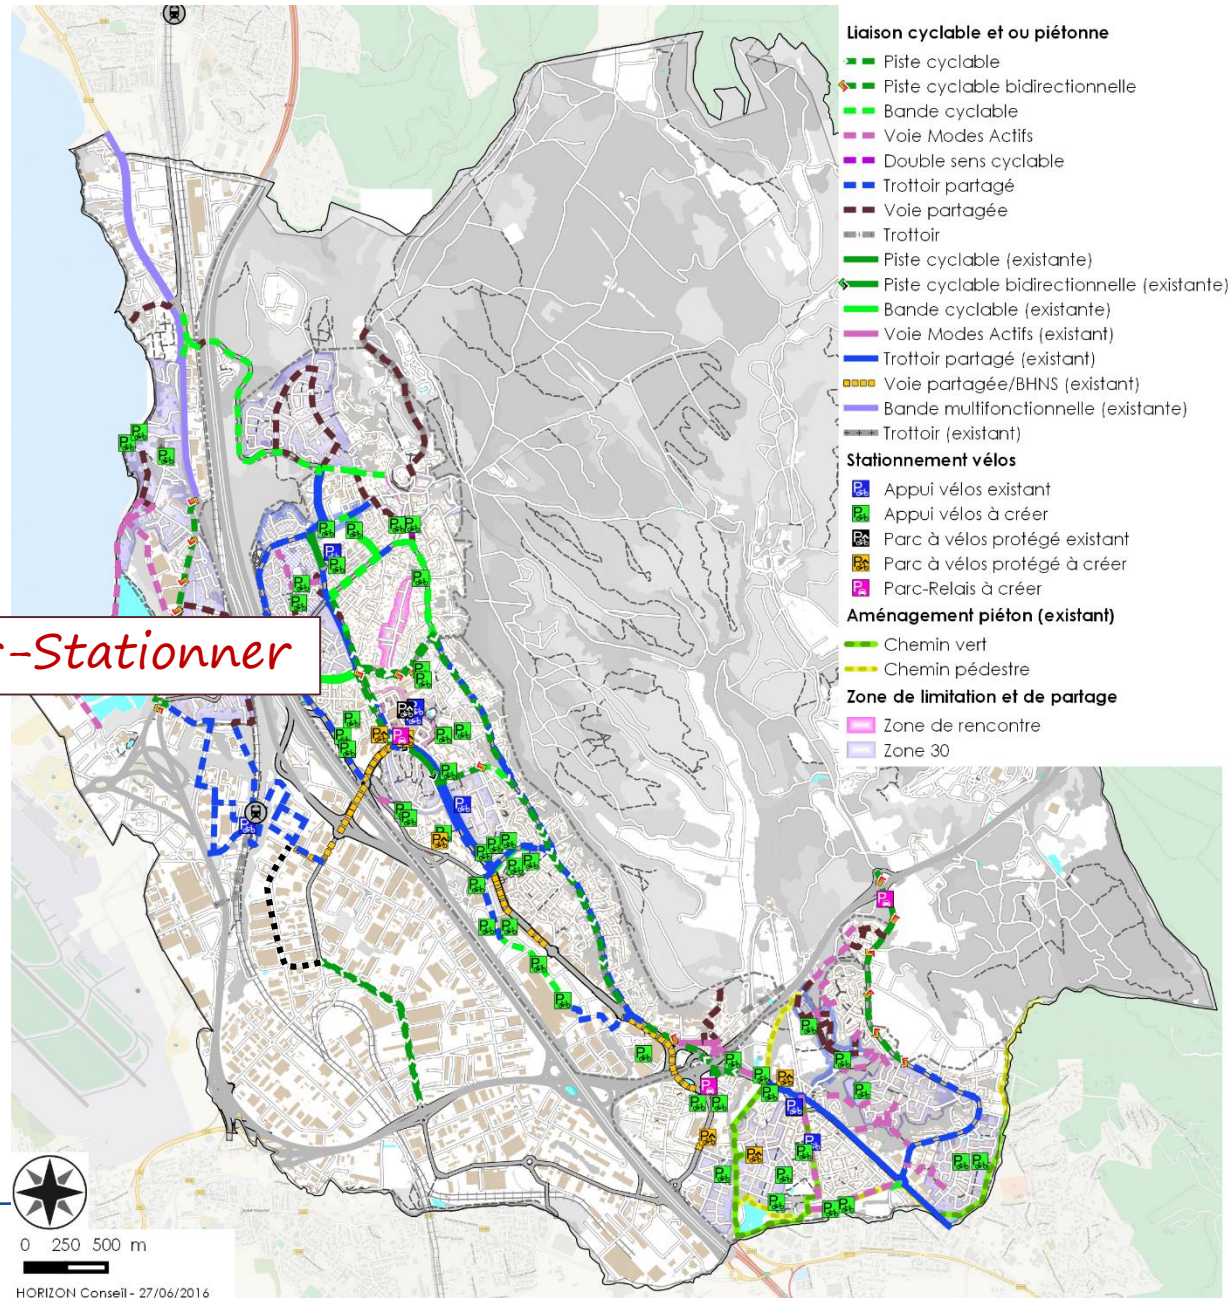 Liaison cyclable et ou piétonne
Piste cyclable
Piste cyclable bidirectionnelle
Bande cyclable
Voie Modes Actifs
Double sens cyclable
Trottoir partagé
Voie partagée
Trottoir
Piste cyclable (existante)
Piste cyclable bidirectionnelle (existante)
Bande cyclable (existante)
Voie Modes Actifs (existant)
Trottoir partagé (existant)
Voie partagée/BHNS (existant)
Bande multifonctionnelle (existante)
Trottoir (existant)
Stationnement vélos
Appui vélos existant
Appui vélos à créer
Parc à vélos protégé existant
Parc à vélos protégé à créer
Parc-Relais à créer
Aménagement piéton (existant)
Chemin vert
Chemin pédestre
Zone de limitation et de partage
Zone de rencontre
Zone 30
r-Stationner
0 250 500 m
HORIZON Conseil - 27/06/2016